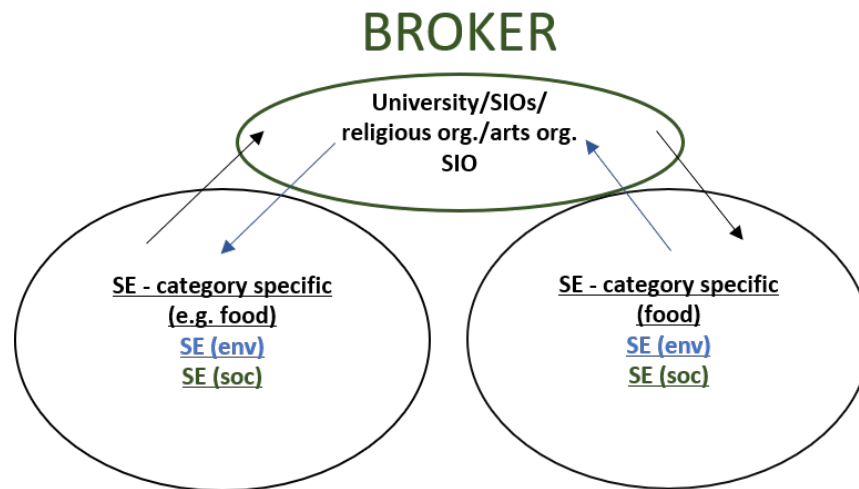 BROKER
University/SIOs/
religious org./arts org.
SIO
SE - category specific
(e.g. food)
SE (env)
SE (soc)
SE - category specific
(food)
SE (env)
SE (soc)